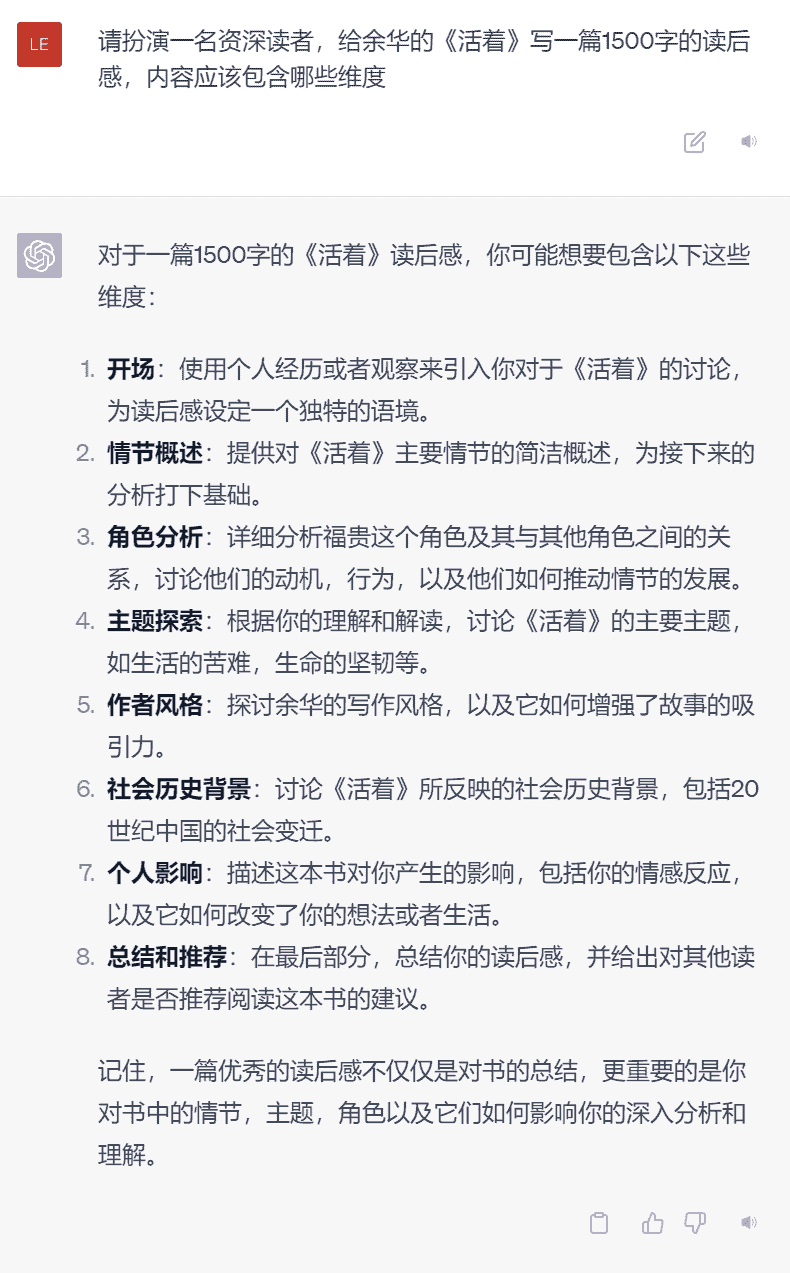 LE
请扮演一名资深读者，给余华的《活着》写一篇1500字的读后
感，内容应该包含哪些维度
对于一篇1500字的《活着》读后感，你可能想要包含以下这些
维度：
1. 开场：使用个人经历或者观察来引入你对于《活着》的讨论，
为读后感设定一个独特的语境。
2. 情节概述：提供对《活着》主要情节的简洁概述，为接下来的
分析打下基础。
3. 角色分析：详细分析福贵这个角色及其与其他角色之间的关
系，讨论他们的动机，行为，以及他们如何推动情节的发展。
4. 主题探索：根据你的理解和解读，讨论《活着》的主要主题，
如生活的苦难，生命的坚韧等。
5. 作者风格：探讨余华的写作风格，以及它如何增强了故事的吸
引力。
6. 社会历史背景：讨论《活着》所反映的社会历史背景，包括20
世纪中国的社会变迁。
7. 个人影响：描述这本书对你产生的影响，包括你的情感反应，
以及它如何改变了你的想法或者生活。
8. 总结和推荐：在最后部分，总结你的读后感，并给出对其他读
者是否推荐阅读这本书的建议。
记住，一篇优秀的读后感不仅仅是对书的总结，更重要的是你
对书中的情节，主题，角色以及它们如何影响你的深入分析和
理解。